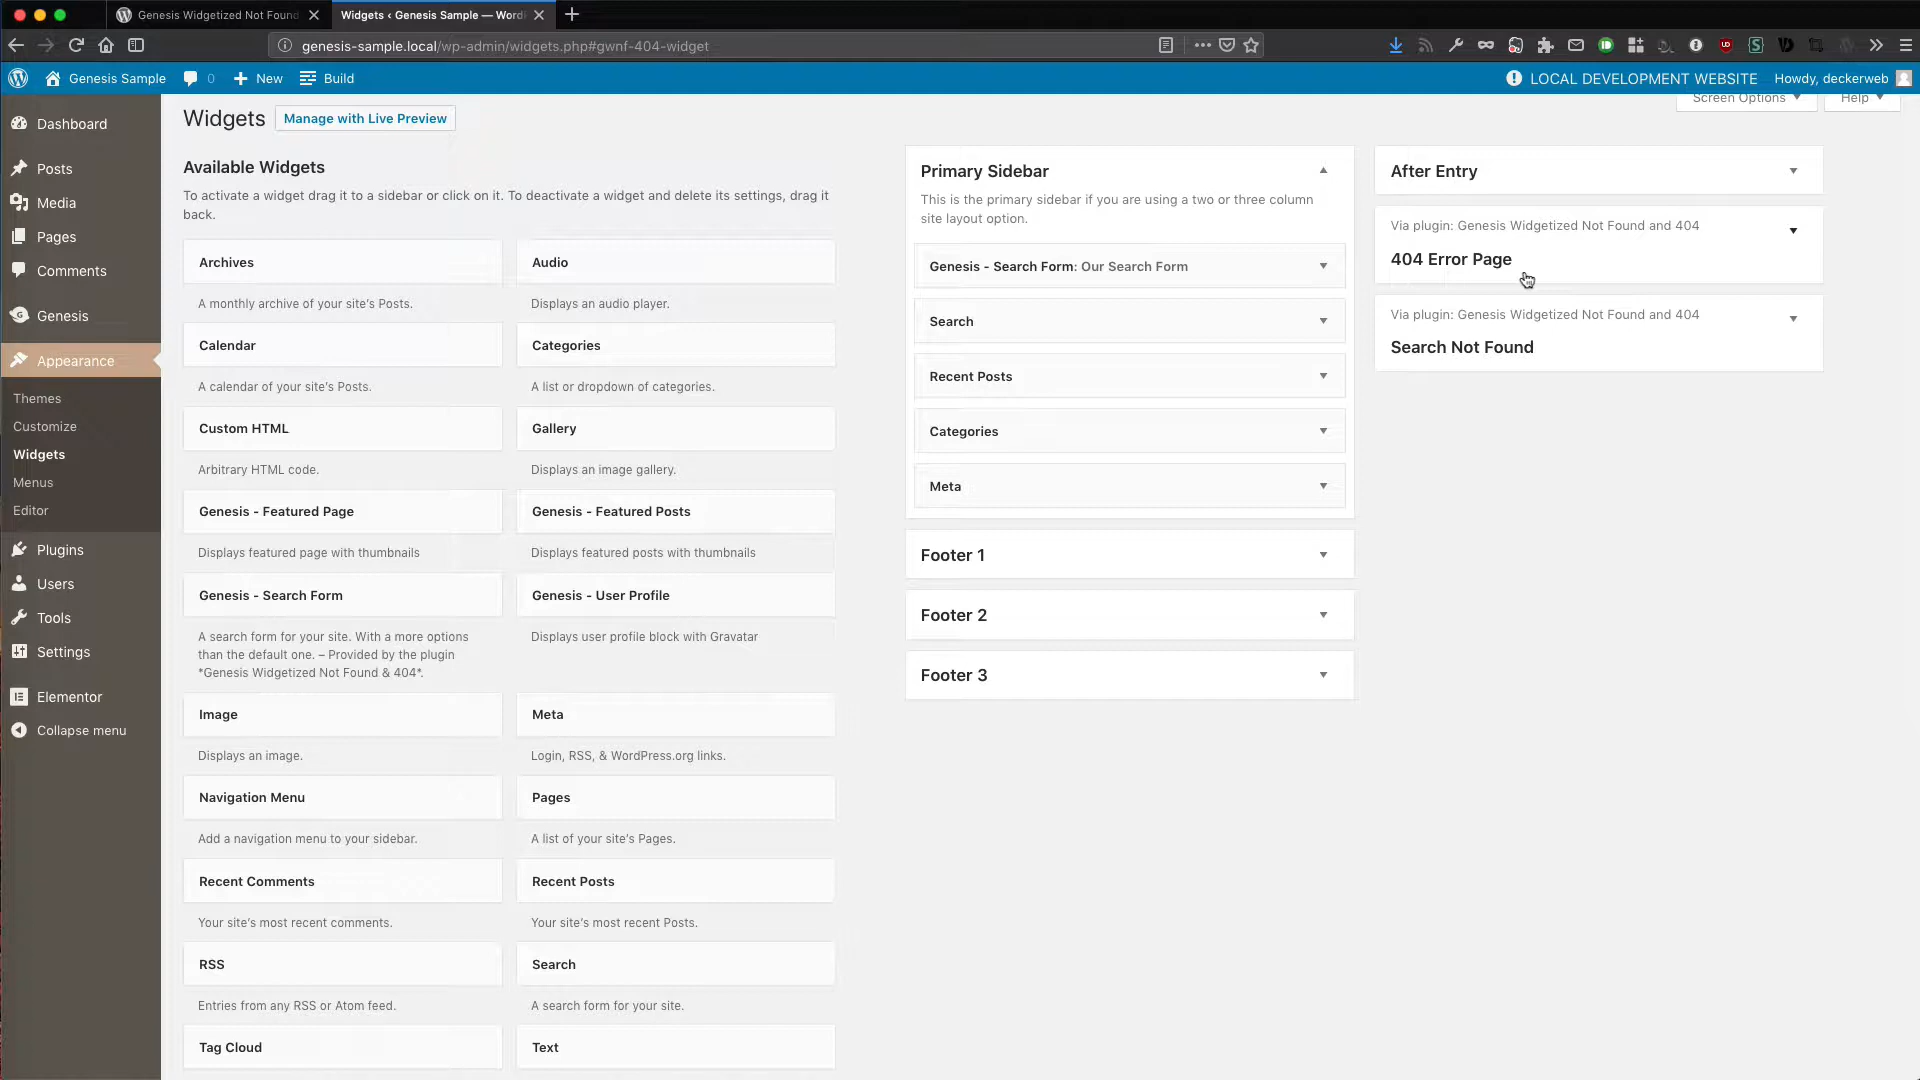 Genesis Widgetized Not Found
Widgets ‹ Genesis Sample — Word
genesis-sample.local/wp-admin/widgets.php#gwnf-404-widget
Genesis Sample
0
New
Build
LOCAL DEVELOPMENT WEBSITE
Howdy, deckerweb
Dashboard
Posts
Media
Pages
Comments
Genesis
Appearance
Themes
Customize
Widgets
Menus
Editor
Plugins
Users
Tools
Settings
Elementor
Collapse menu
Screen Options
Help
Widgets
Manage with Live Preview
Available Widgets
To activate a widget drag it to a sidebar or click on it. To deactivate a widget and delete its settings, drag it
back.
Archives
A monthly archive of your site's Posts.
Audio
Displays an audio player.
Calendar
A calendar of your site's Posts.
Categories
A list or dropdown of categories.
Custom HTML
Arbitrary HTML code.
Gallery
Displays an image gallery.
Genesis - Featured Page
Displays featured page with thumbnails
Genesis - Featured Posts
Displays featured posts with thumbnails
Genesis - Search Form
A search form for your site. With a more options
than the default one. – Provided by the plugin
*Genesis Widgetized Not Found & 404*.
Genesis - User Profile
Displays user profile block with Gravatar
Image
Displays an image.
Meta
Login, RSS, & WordPress.org links.
Navigation Menu
Add a navigation menu to your sidebar.
Pages
A list of your site's Pages.
Recent Comments
Your site's most recent comments.
Recent Posts
Your site's most recent Posts.
RSS
Entries from any RSS or Atom feed.
Search
A search form for your site.
Tag Cloud
Text
Primary Sidebar
This is the primary sidebar if you are using a two or three column
site layout option.
Genesis - Search Form: Our Search Form
Search
Recent Posts
Categories
Meta
Footer 1
Footer 2
Footer 3
After Entry
Via plugin: Genesis Widgetized Not Found and 404
404 Error Page
Via plugin: Genesis Widgetized Not Found and 404
Search Not Found